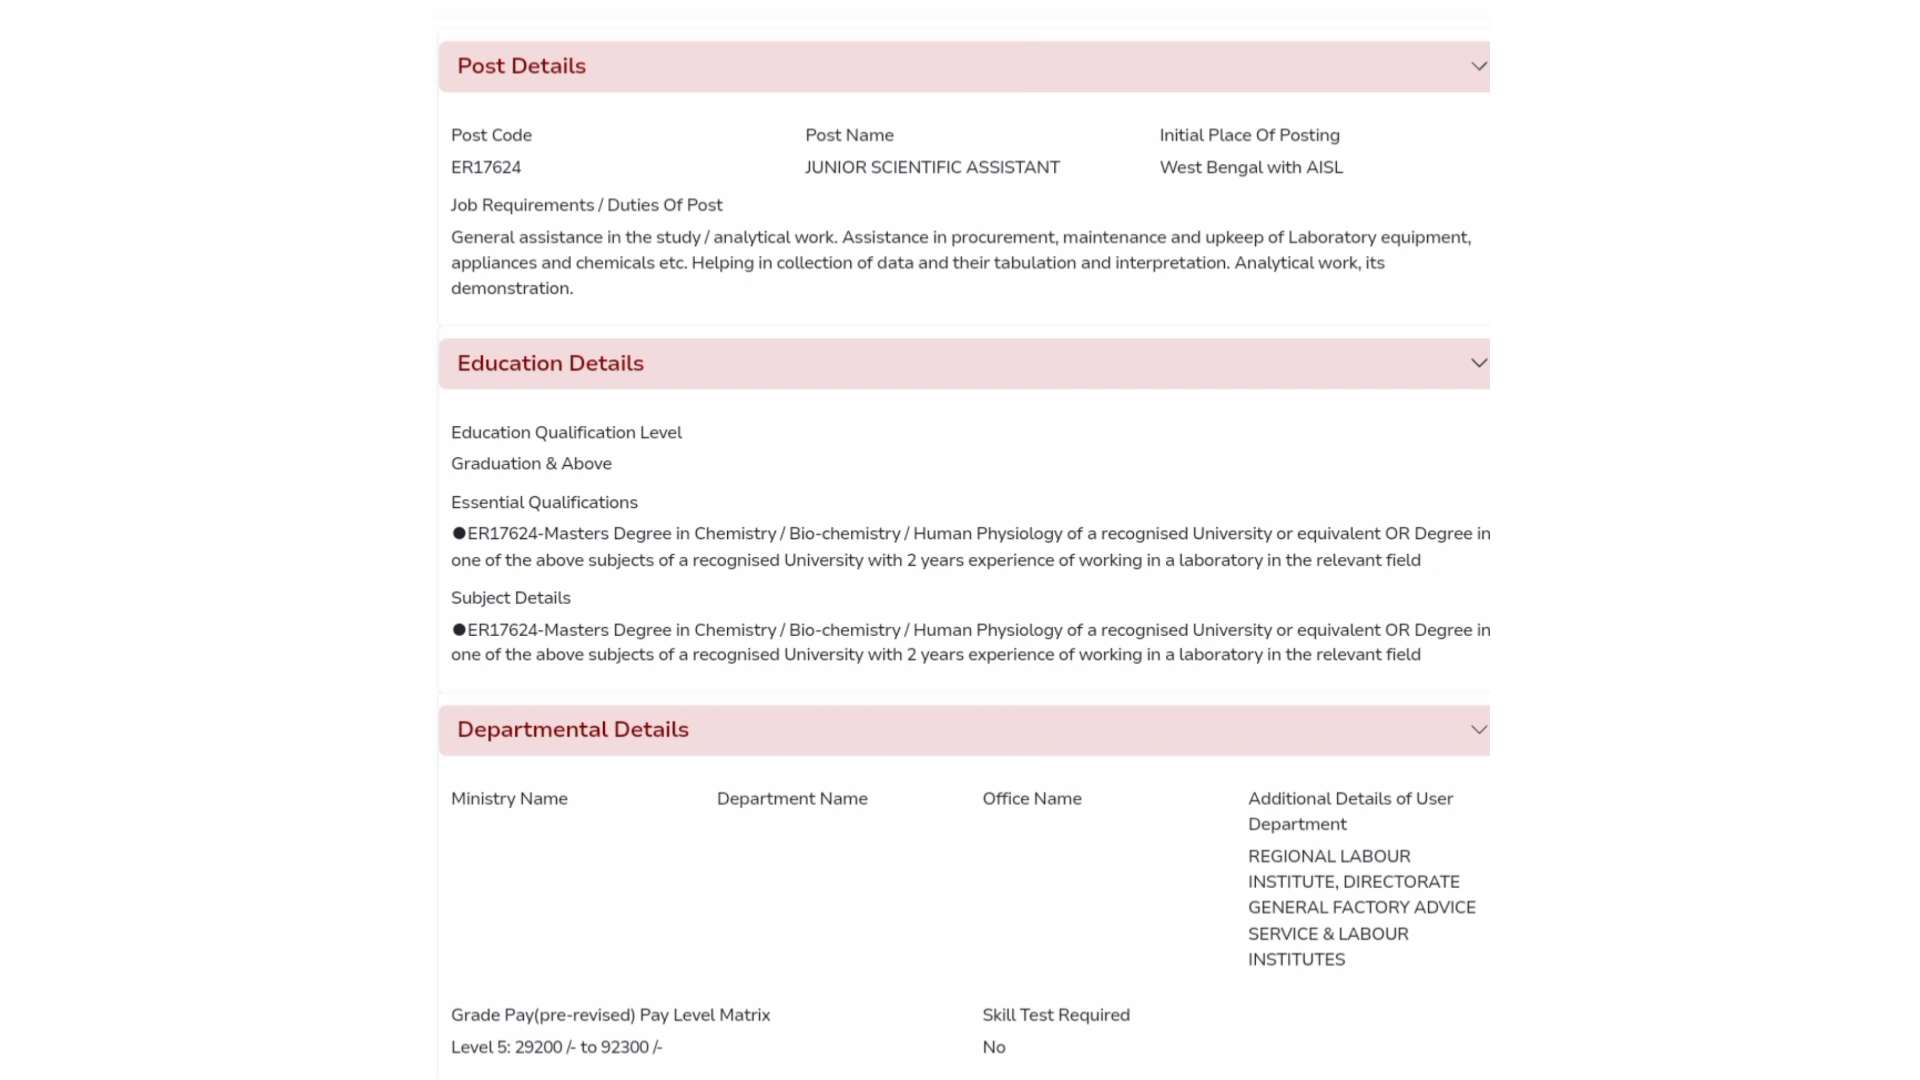 Post Details
Post Code
Post Name
Initial Place Of Posting
ER17624
JUNIOR SCIENTIFIC ASSISTANT
West Bengal with AISL
Job Requirements / Duties Of Post
General assistance in the study / analytical work. Assistance in procurement, maintenance and upkeep of Laboratory equipment,
appliances and chemicals etc. Helping in collection of data and their tabulation and interpretation. Analytical work, its
demonstration.
Education Details
Education Qualification Level
Graduation & Above
Essential Qualifications
●ER17624-Masters Degree in Chemistry / Bio-chemistry / Human Physiology of a recognised University or equivalent OR Degree in
one of the above subjects of a recognised University with 2 years experience of working in a laboratory in the relevant field
Subject Details
●ER17624-Masters Degree in Chemistry / Bio-chemistry / Human Physiology of a recognised University or equivalent OR Degree in
one of the above subjects of a recognised University with 2 years experience of working in a laboratory in the relevant field
Departmental Details
Ministry Name
Department Name
Office Name
Additional Details of User
Department
REGIONAL LABOUR
INSTITUTE, DIRECTORATE
GENERAL FACTORY ADVICE
SERVICE & LABOUR
INSTITUTES
Grade Pay(pre-revised) Pay Level Matrix
Skill Test Required
Level 5: 29200 /- to 92300 /-
No